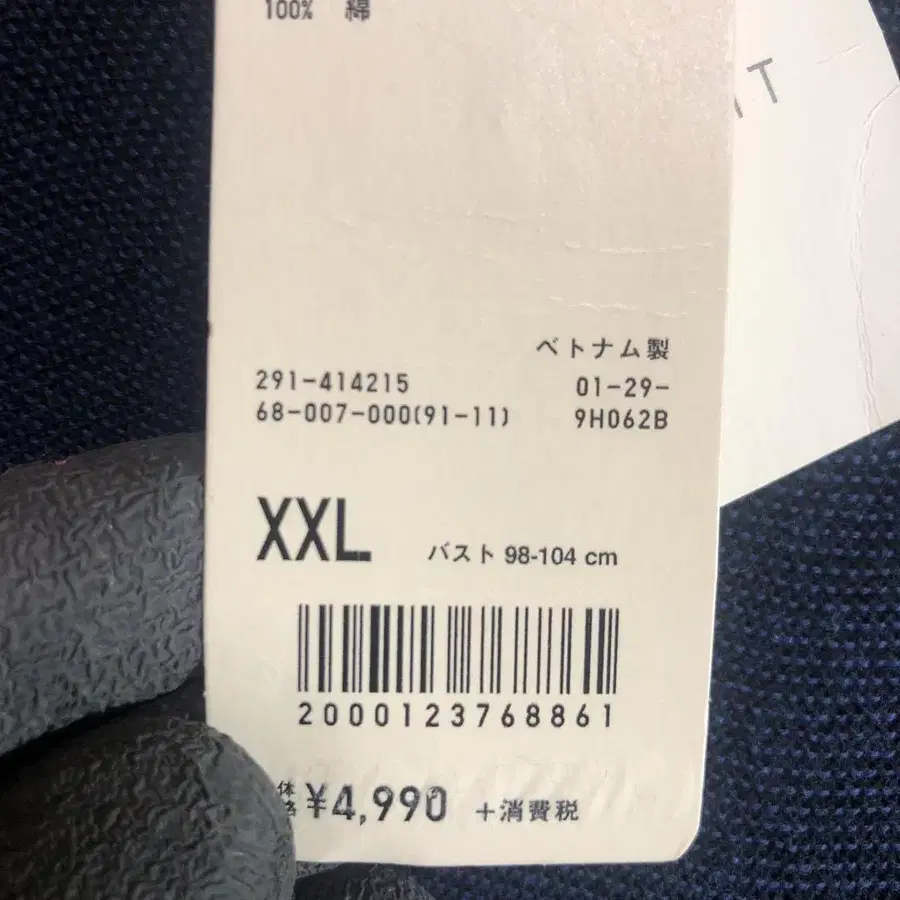 100% 綿
IT
ベトナム製
291-414215 01-29-
68-007-000(91-11) 9H062B
XXL バスト 98-104 cm
2000123768861
¥4,990 +消費税